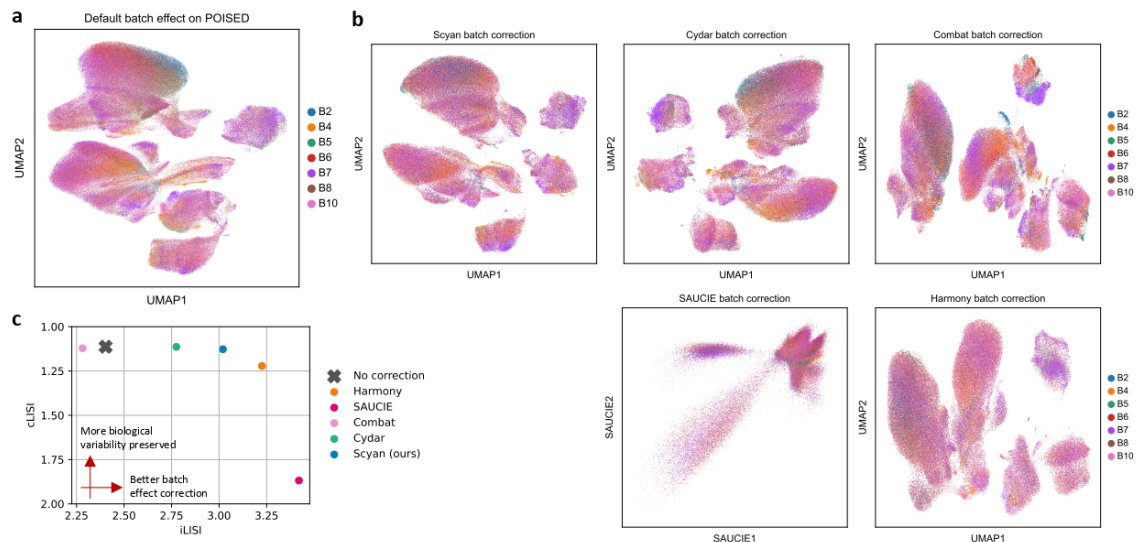 a
Default batch effect on POISED
UMAP2
UMAP1
B2
B4
B5
B6
B7
B8
B10
b
Scyan batch correction
UMAP2
UMAP1
Cydar batch correction
UMAP2
UMAP1
Combat batch correction
UMAP2
UMAP1
B2
B4
B5
B6
B7
B8
B10
SAUCIE batch correction
SAUCIE2
SAUCIE1
Harmony batch correction
UMAP2
UMAP1
B2
B4
B5
B6
B7
B8
B10
c
1.00
1.25
1.50
1.75
2.00
cLISI
More biological
variability preserved
Better batch
effect correction
2.25
2.50
2.75
3.00
3.25
iLISI
No correction
Harmony
SAUCIE
Combat
Cydar
Scyan (ours)